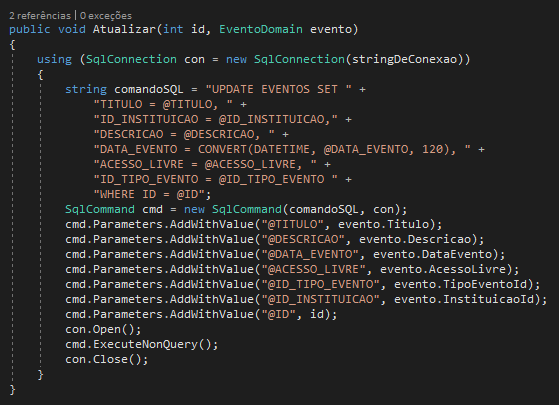 2 referências | 0 exceções
public void Atualizar(int id, EventoDomain evento)
{
using (SqlConnection con = new SqlConnection(stringDeConexao))
{
string comandoSQL = "UPDATE EVENTOS SET " +
"TITULO = @TITULO, " +
"ID_INSTITUICAO = @ID_INSTITUICAO," +
"DESCRICAO = @DESCRICAO, " +
"DATA_EVENTO = CONVERT(DATETIME, @DATA_EVENTO, 120), " +
"ACESSO_LIVRE = @ACESSO_LIVRE, " +
"ID_TIPO_EVENTO = @ID_TIPO_EVENTO " +
"WHERE ID = @ID";
SqlCommand cmd = new SqlCommand(comandoSQL, con);
cmd.Parameters.AddWithValue("@TITULO", evento.Titulo);
cmd.Parameters.AddWithValue("@DESCRICAO", evento.Descricao);
cmd.Parameters.AddWithValue("@DATA_EVENTO", evento.DataEvento);
cmd.Parameters.AddWithValue("@ACESSO_LIVRE", evento.AcessoLivre);
cmd.Parameters.AddWithValue("@ID_TIPO_EVENTO", evento.TipoEventoId);
cmd.Parameters.AddWithValue("@ID_INSTITUICAO", evento.InstituicaoId);
cmd.Parameters.AddWithValue("@ID", id);
con.Open();
cmd.ExecuteNonQuery();
con.Close();
}
}